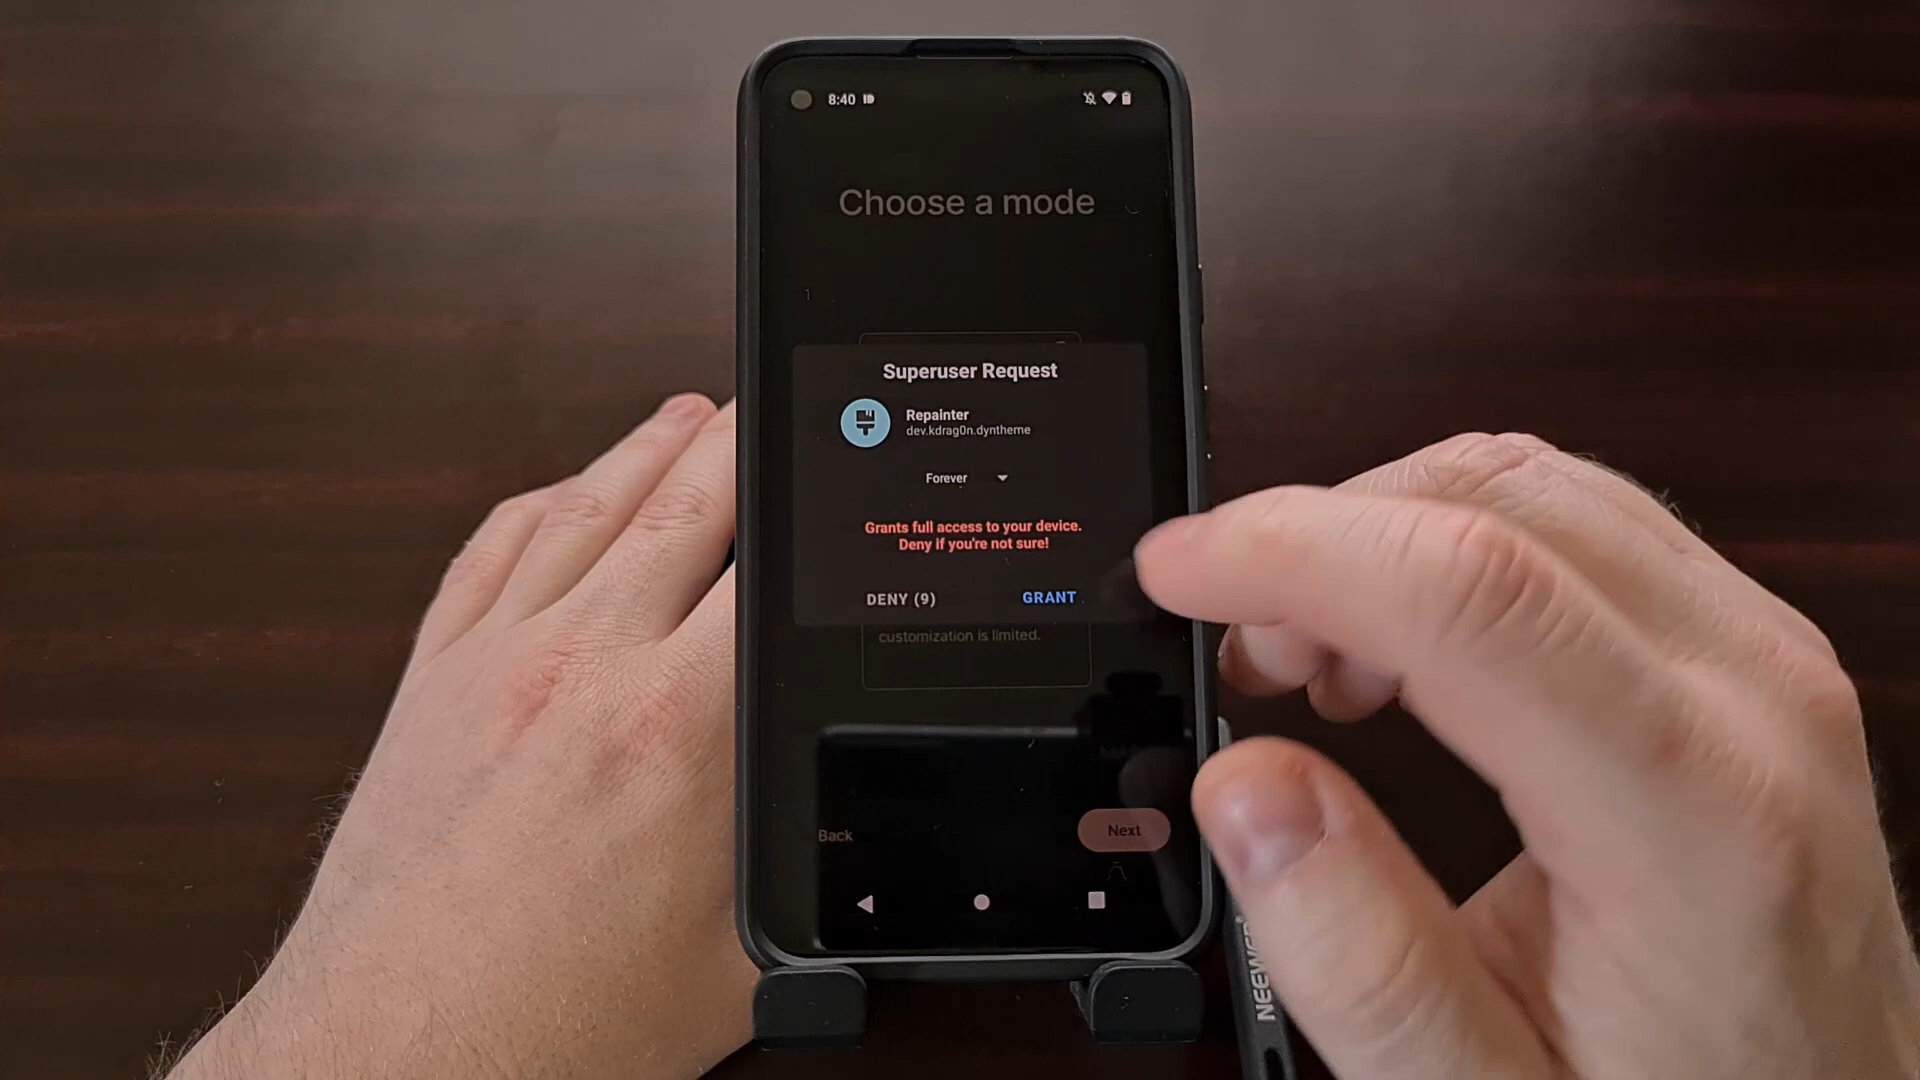 8:40
Choose a mode
Superuser Request
Repainter
dev.kdrag0n.dyntheme
Forever
Grants full access to your device.
Deny if you're not sure!
DENY (9)
GRANT
customization is limited.
Back
Next
NEEWER